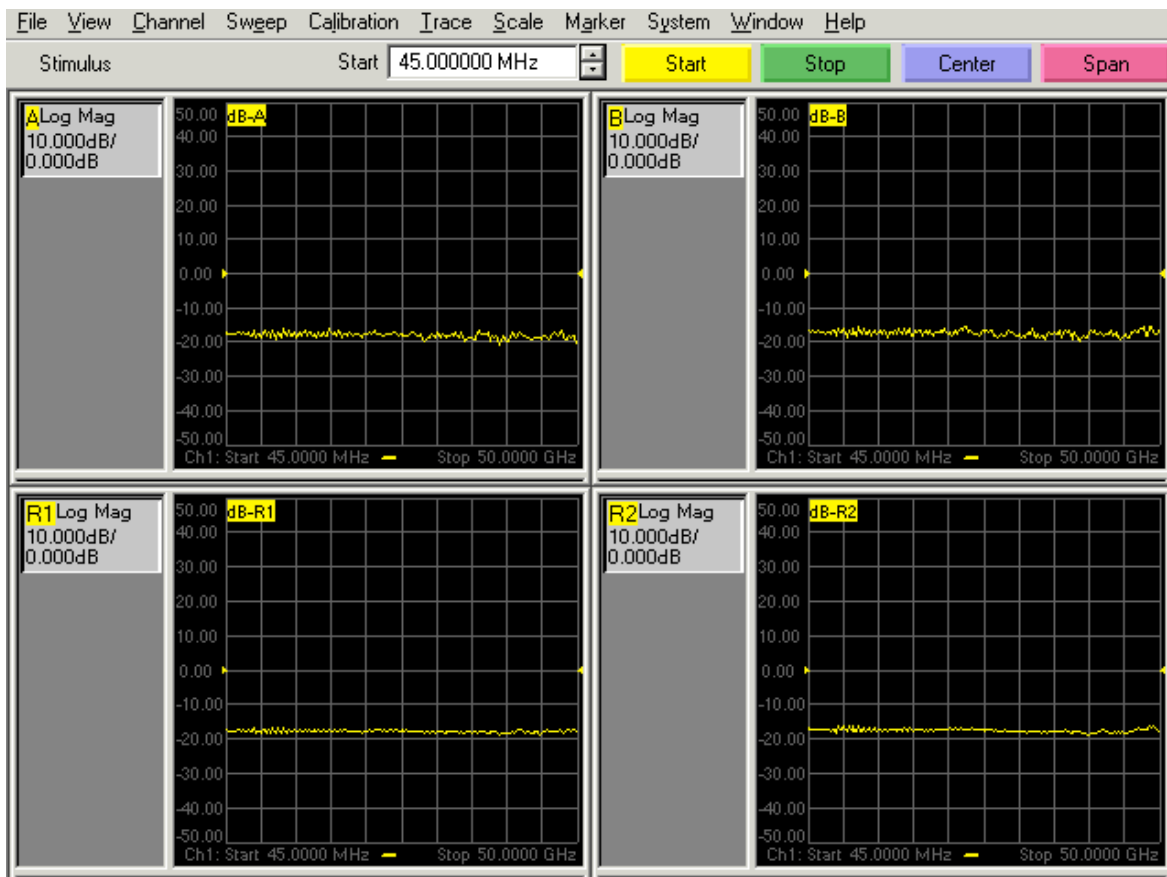 File View Channel Sweep Calibration Trace Scale Marker System Window Help
Stimulus Start 45.000000 MHz Start Stop Center Span
A Log Mag
10.000dB/
0.000dB
50.00 dB-A
40.00
30.00
20.00
10.00
0.00
-10.00
-20.00
-30.00
-40.00
-50.00
Ch1: Start 45.0000 MHz Stop 50.0000 GHz
B Log Mag
10.000dB/
0.000dB
50.00 dB-B
40.00
30.00
20.00
10.00
0.00
-10.00
-20.00
-30.00
-40.00
-50.00
Ch1: Start 45.0000 MHz Stop 50.0000 GHz
R1 Log Mag
10.000dB/
0.000dB
50.00 dB-R1
40.00
30.00
20.00
10.00
0.00
-10.00
-20.00
-30.00
-40.00
-50.00
Ch1: Start 45.0000 MHz Stop 50.0000 GHz
R2 Log Mag
10.000dB/
0.000dB
50.00 dB-R2
40.00
30.00
20.00
10.00
0.00
-10.00
-20.00
-30.00
-40.00
-50.00
Ch1: Start 45.0000 MHz Stop 50.0000 GHz